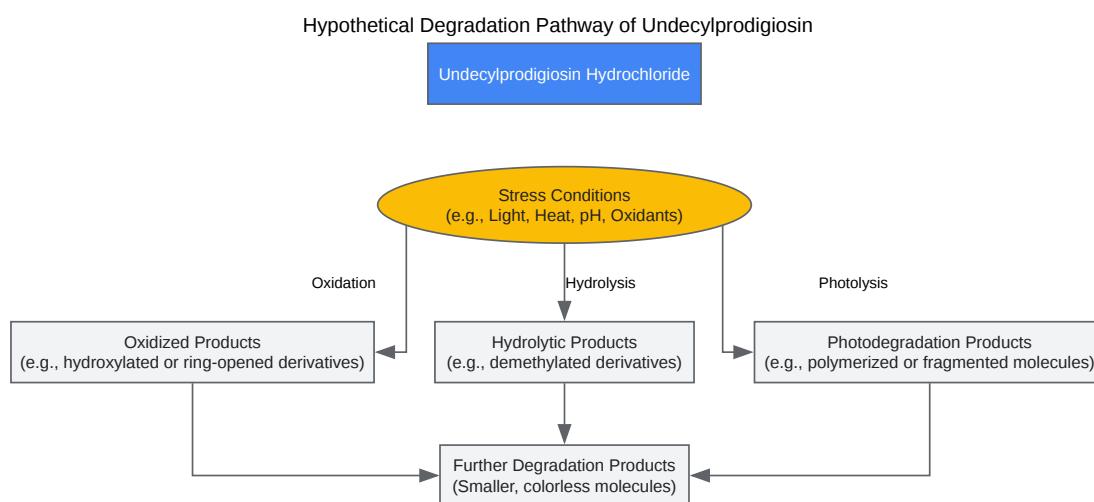 Hypothetical Degradation Pathway of Undecylprodigiosin
Undecylprodigiosin Hydrochloride
Stress Conditions
(e.g., Light, Heat, pH, Oxidants)
Oxidation
Hydrolysis
Photolysis
Oxidized Products
(e.g., hydroxylated or ring-opened derivatives)
Hydrolytic Products
(e.g., demethylated derivatives)
Photodegradation Products
(e.g., polymerized or fragmented molecules)
Further Degradation Products
(Smaller, colorless molecules)